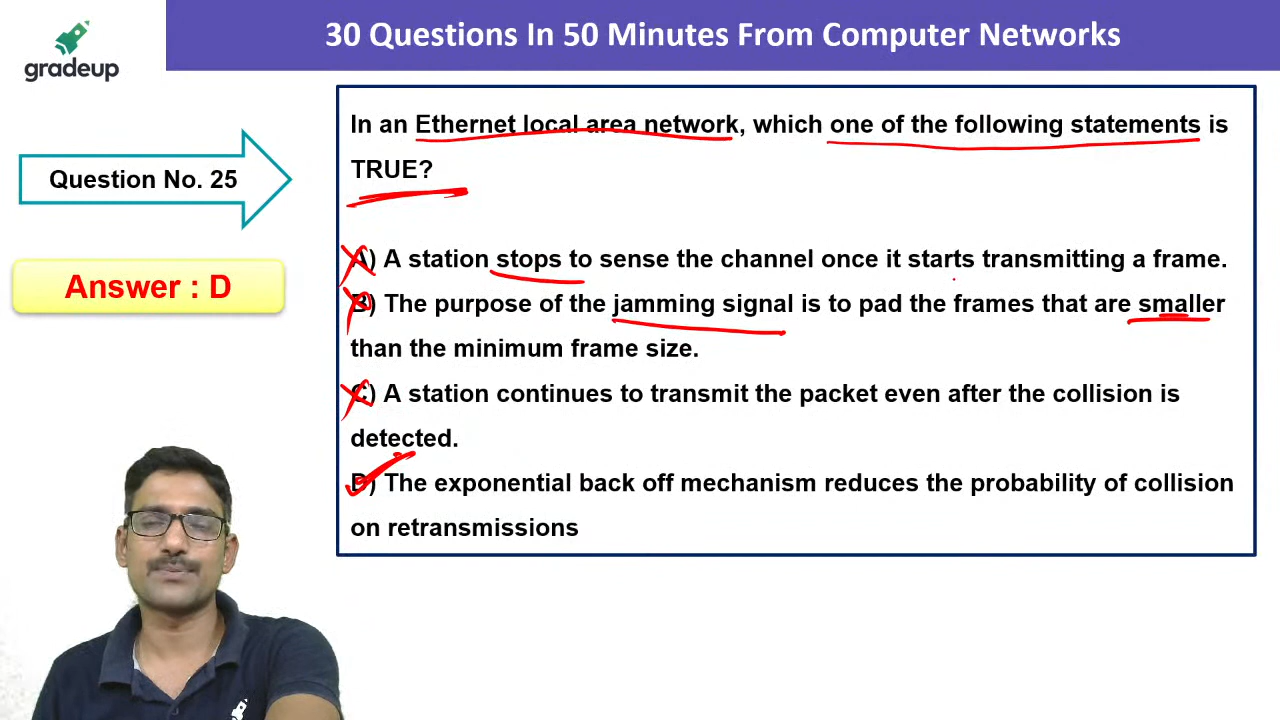 30 Questions In 50 Minutes From Computer Networks
gradeup
Question No. 25
Answer : D
In an Ethernet local area network, which one of the following statements is
TRUE?
A) A station stops to sense the channel once it starts transmitting a frame.
B) The purpose of the jamming signal is to pad the frames that are smaller
than the minimum frame size.
C) A station continues to transmit the packet even after the collision is
detected.
D) The exponential back off mechanism reduces the probability of collision
on retransmissions